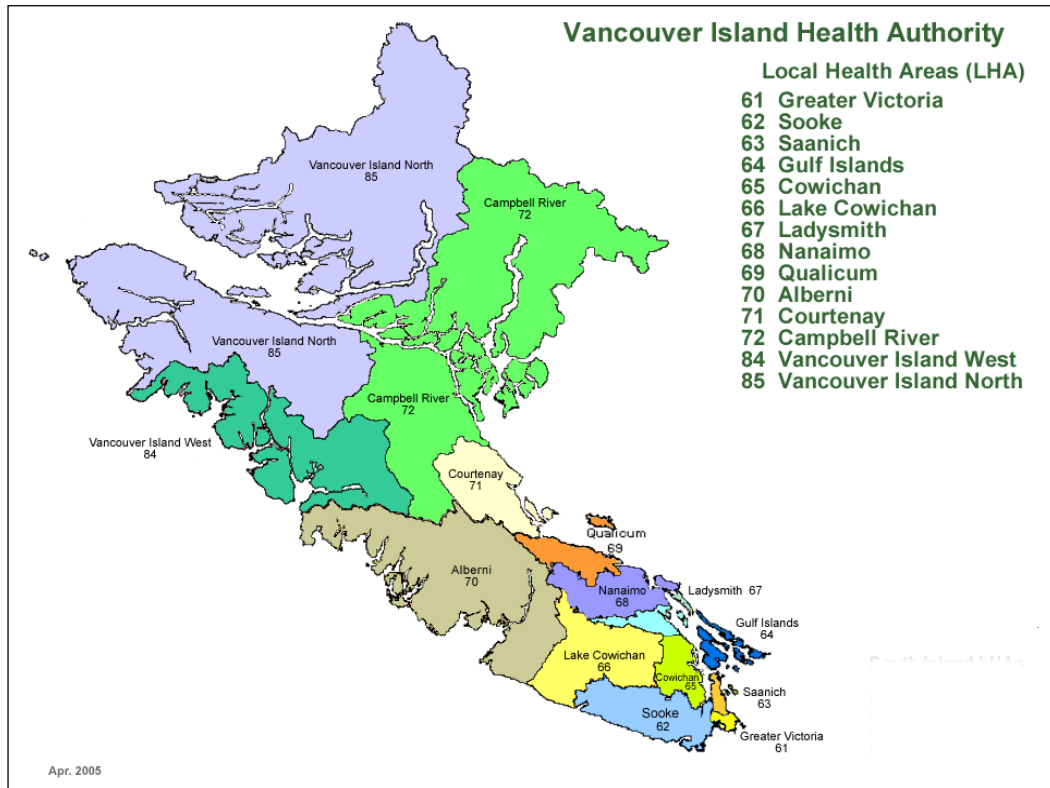 Vancouver Island Health Authority
Local Health Areas (LHA)
61 Greater Victoria
62 Sooke
63 Saanich
64 Gulf Islands
65 Cowichan
66 Lake Cowichan
67 Ladysmith
68 Nanaimo
69 Qualicum
70 Alberni
71 Courtenay
72 Campbell River
84 Vancouver Island West
85 Vancouver Island North
Vancouver Island North
85
Campbell River
72
Vancouver Island North
85
Campbell River
72
Vancouver Island West
84
Courtenay
71
Qualicum
69
Alberni
70
Nanaimo
68
Ladysmith 67
Gulf Islands
64
Lake Cowichan
66
Cowichan
65
Saanich
63
Sooke
62
Greater Victoria
61
Apr. 2005